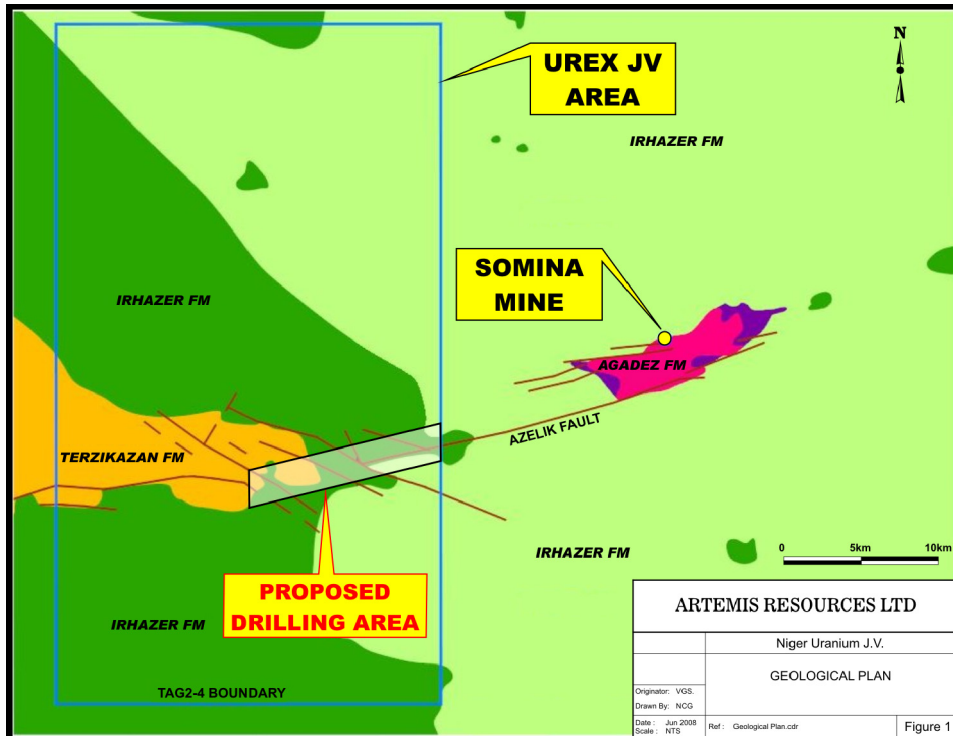 N
UREX JV
AREA
IRHAZER FM
SOMINA
MINE
IRHAZER FM
AGADEZ FM
AZELIK FAULT
TERZIKAZAN FM
IRHAZER FM
0 5km 10km
PROPOSED
DRILLING AREA
IRHAZER FM
TAG2-4 BOUNDARY
ARTEMIS RESOURCES LTD
Niger Uranium J.V.
GEOLOGICAL PLAN
Originator: VGS.
Drawn By: NCG
Date : Jun 2008
Scale : NTS
Ref : Geological Plan.cdr
Figure 1